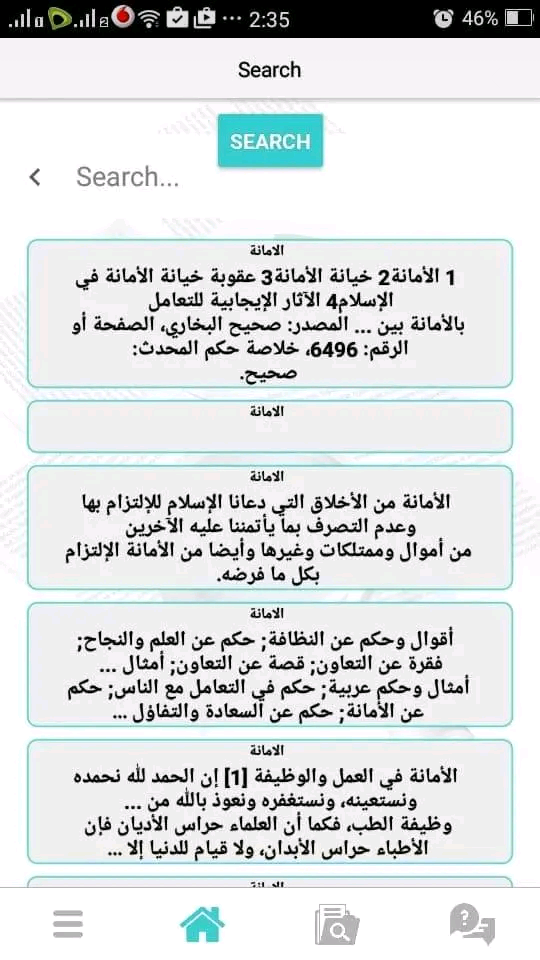 2:35
46%
Search
SEARCH
Search...
الامانة
1 الأمانة2 خيانة الأمانة3 عقوبة خيانة الأمانة في
الإسلام4 الآثار الإيجابية للتعامل
بالأمانة بين ... المصدر: صحيح البخاري، الصفحة أو
الرقم: 6496، خلاصة حكم المحدث:
صحيح.
الامانة
الامانة
الأمانة من الأخلاق التي دعانا الإسلام للإلتزام بها
وعدم التصرف بما يأتمننا عليه الآخرين
من أموال وممتلكات وغيرها وأيضا من الأمانة الإلتزام
بكل ما فرضه.
الامانة
أقوال وحكم عن النظافة; حكم عن العلم والنجاح;
فقرة عن التعاون; قصة عن التعاون; أمثال ...
أمثال وحكم عربية; حكم في التعامل مع الناس; حكم
عن الأمانة; حكم عن السعادة والتفاؤل ...
الامانة
الأمانة في العمل والوظيفة [1] إن الحمد لله نحمده
ونستعينه، ونستغفره ونعوذ بالله من ...
وظيفة الطب، فكما أن العلماء حراس الأديان فإن
الأطباء حراس الأبدان، ولا قيام للدنيا إلا ...